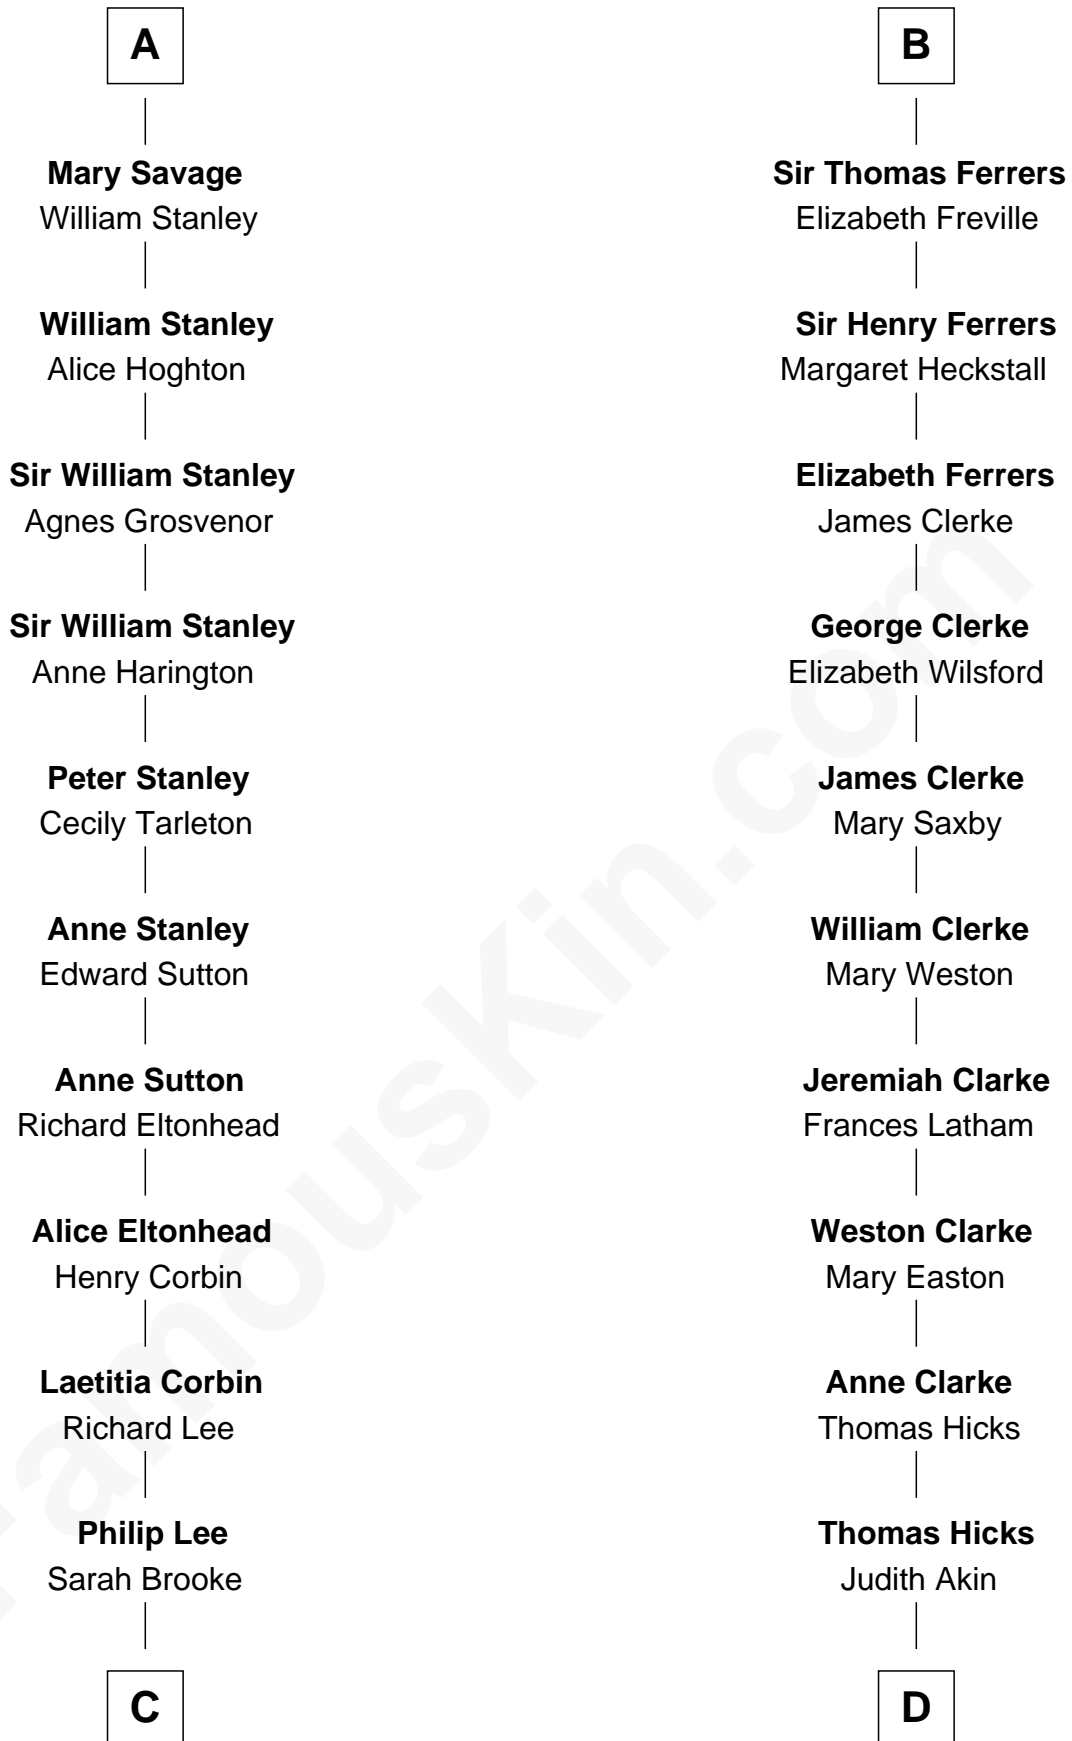 A
Mary Savage
William Stanley
William Stanley
Alice Hoghton
Sir William Stanley
Agnes Grosvenor
Sir William Stanley
Anne Harington
Peter Stanley
Cecily Tarleton
Anne Stanley
Edward Sutton
Anne Sutton
Richard Eltonhead
Alice Eltonhead
Henry Corbin
Laetitia Corbin
Richard Lee
Philip Lee
Sarah Brooke
C
B
Sir Thomas Ferrers
Elizabeth Freville
Sir Henry Ferrers
Margaret Heckstall
Elizabeth Ferrers
James Clerke
George Clerke
Elizabeth Wilsford
James Clerke
Mary Saxby
William Clerke
Mary Weston
Jeremiah Clarke
Frances Latham
Weston Clarke
Mary Easton
Anne Clarke
Thomas Hicks
Thomas Hicks
Judith Akin
D
FamousKin.com